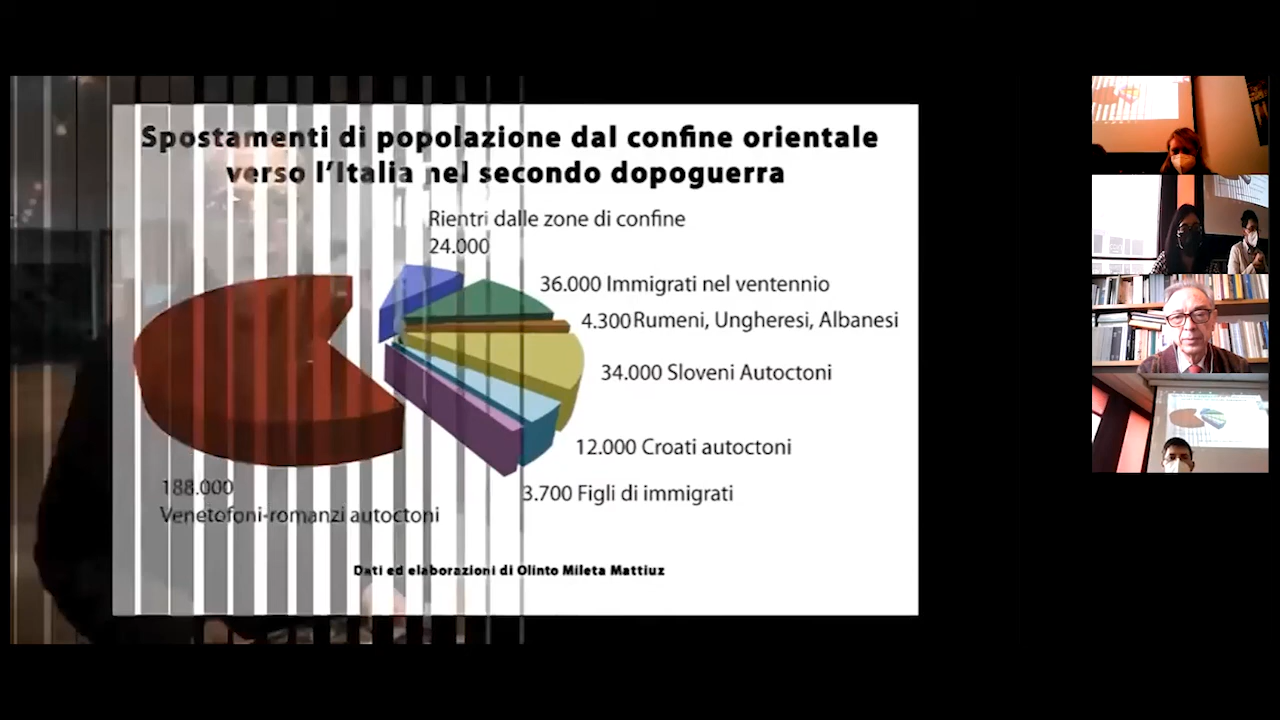 Spostamenti di popolazione dal confine orientale
verso l'Italia nel secondo dopoguerra
Rientri dalle zone di confine
24.000
36.000 Immigrati nel ventennio
4.300 Rumeni, Ungheresi, Albanesi
34.000 Sloveni Autoctoni
12.000 Croati autoctoni
3.700 Figli di immigrati
188.000
Venetofoni-romanzi autoctoni
Dati ed elaborazioni di Olinto Mileta Mattiuz